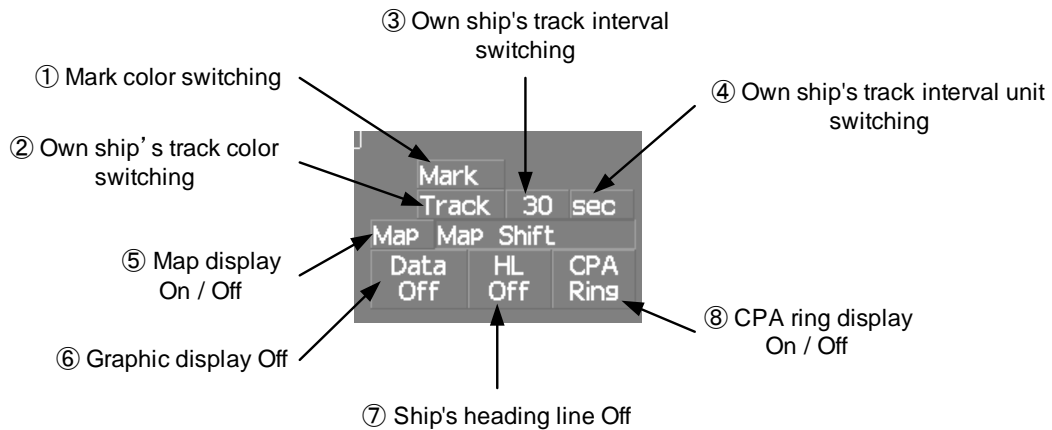 ③ Own ship's track interval
switching
① Mark color switching
④ Own ship's track interval unit
switching
② Own ship’s track color
switching
Mark
Track 30 sec
Map Map Shift
Data Off
HL Off
CPA Ring
⑤ Map display
On / Off
⑧ CPA ring display
On / Off
⑥ Graphic display Off
⑦ Ship's heading line Off